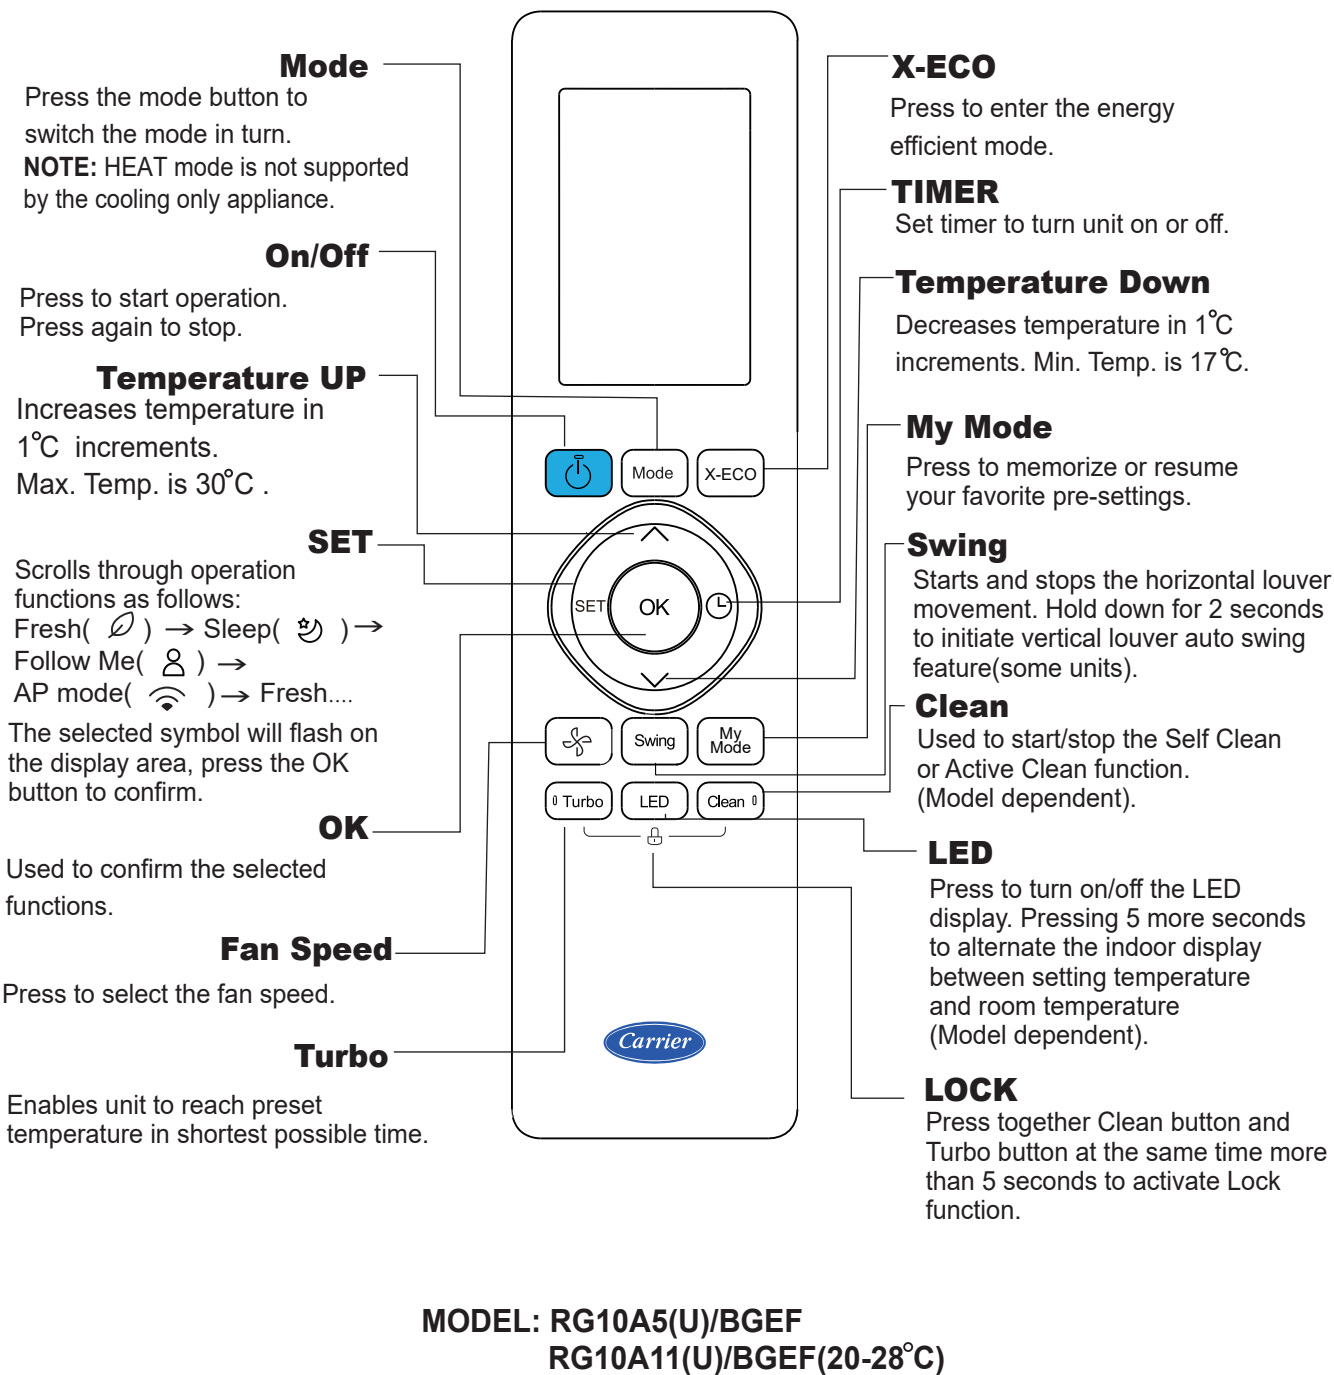 Mode
Press the mode button to
switch the mode in turn.
NOTE: HEAT mode is not supported
by the cooling only appliance.
On/Off
Press to start operation.
Press again to stop.
Temperature UP
Increases temperature in
1°C increments.
Max. Temp. is 30°C .
SET
Scrolls through operation
functions as follows:
Fresh( ) → Sleep( ) →
Follow Me( ) →
AP mode( ) → Fresh....
The selected symbol will flash on
the display area, press the OK
button to confirm.
OK
Used to confirm the selected
functions.
Fan Speed
Press to select the fan speed.
Turbo
Enables unit to reach preset
temperature in shortest possible time.
Mode
X-ECO
SET
OK
Swing
My
Mode
Turbo
LED
Clean
Carrier
X-ECO
Press to enter the energy
efficient mode.
TIMER
Set timer to turn unit on or off.
Temperature Down
Decreases temperature in 1°C
increments. Min. Temp. is 17°C.
My Mode
Press to memorize or resume
your favorite pre-settings.
Swing
Starts and stops the horizontal louver
movement. Hold down for 2 seconds
to initiate vertical louver auto swing
feature(some units).
Clean
Used to start/stop the Self Clean
or Active Clean function.
(Model dependent).
LED
Press to turn on/off the LED
display. Pressing 5 more seconds
to alternate the indoor display
between setting temperature
and room temperature
(Model dependent).
LOCK
Press together Clean button and
Turbo button at the same time more
than 5 seconds to activate Lock
function.
MODEL: RG10A5(U)/BGEF
RG10A11(U)/BGEF(20-28°C)